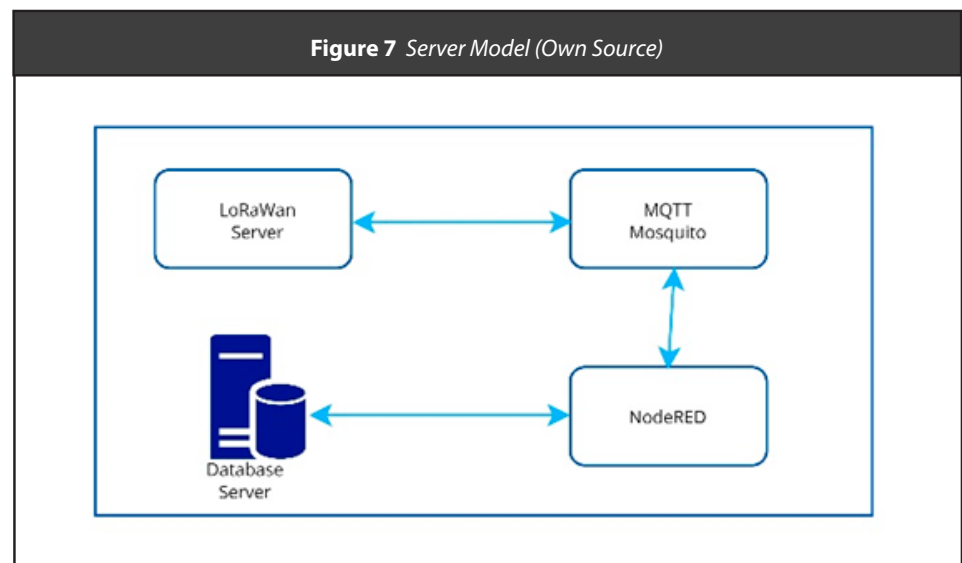 Figure 7 Server Model (Own Source)
LoRaWan
Server
MQTT
Mosquito
Database
Server
NodeRED